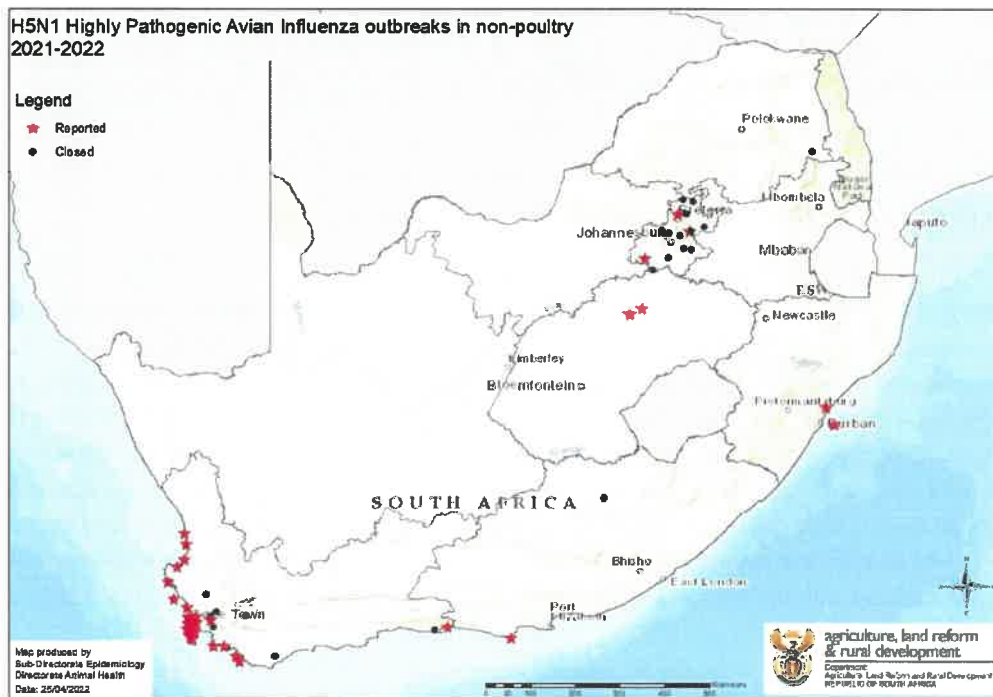 H5N1 Highly Pathogenic Avian Influenza outbreaks in non-poultry
2021-2022
Legend
Reported
Closed
Polokwane
Mbombela
Maputo
Johannesburg
Mbaban
ESW
Newcastle
Kimberley
Bloemfontein
Pietermaritzburg
Durban
SOUTH AFRICA
Bhisho
East London
Port
Town
Map produced by
Sub-Directorate Epidemiology
Directorate Animal Health
Date: 25/04/2022
agriculture, land reform
& rural development
Department:
Agriculture, Land Reform and Rural Development
REPUBLIC OF SOUTH AFRICA